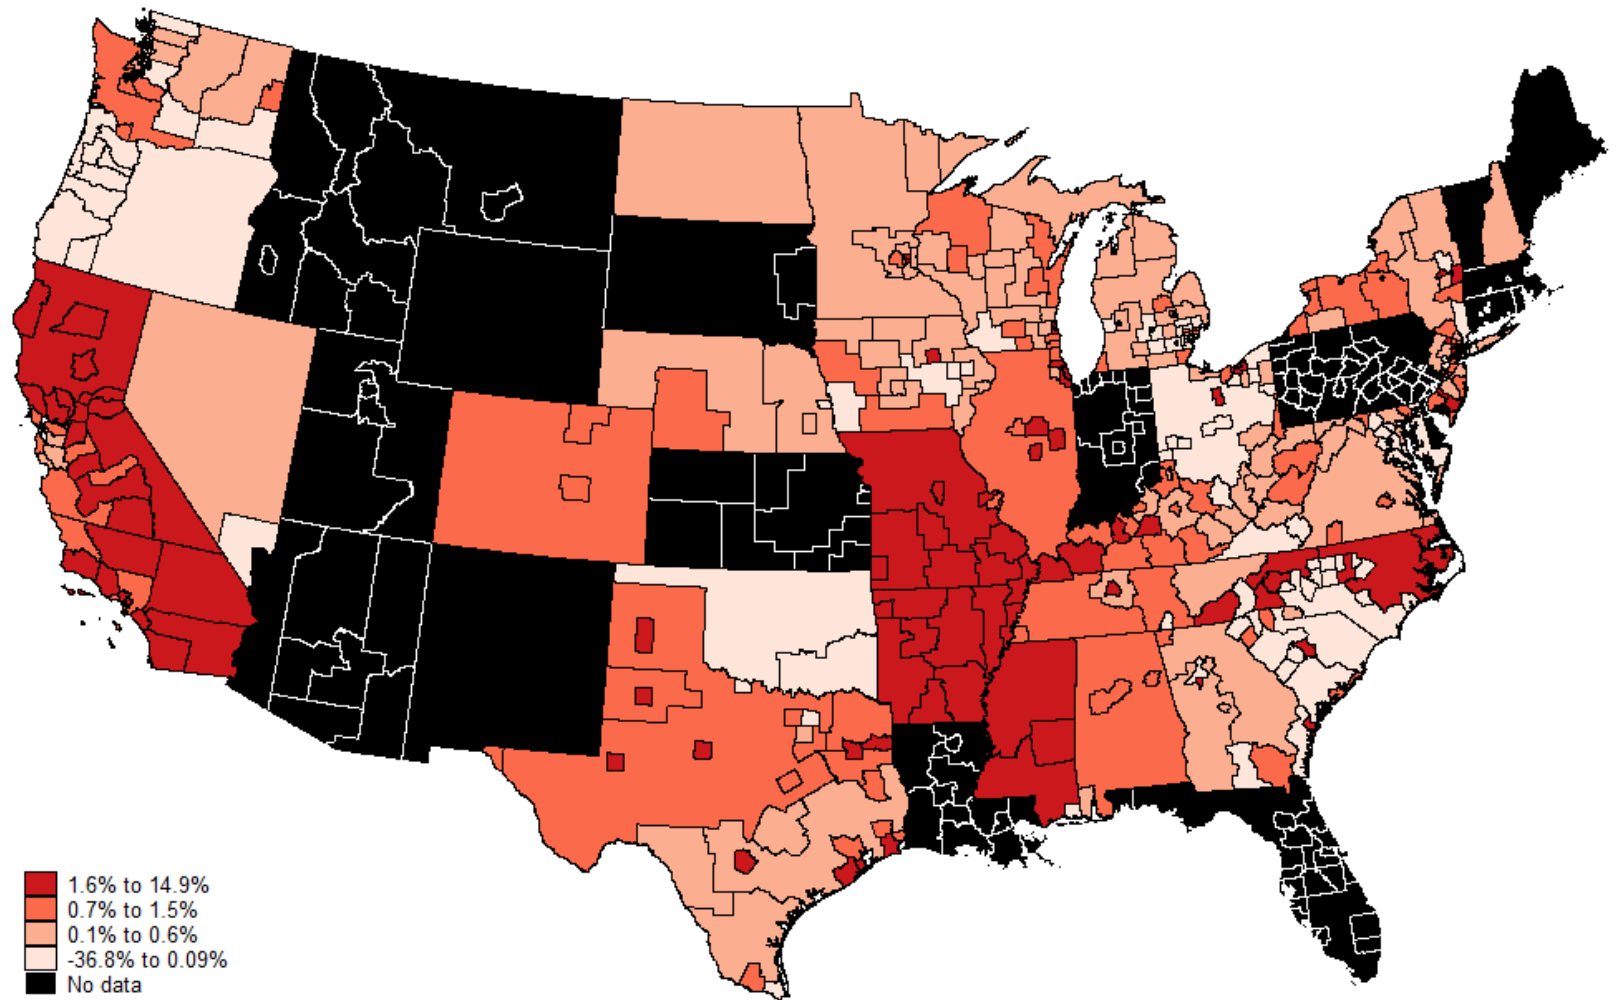 1.6% to 14.9%
0.7% to 1.5%
0.1% to 0.6%
-36.8% to 0.09%
No data